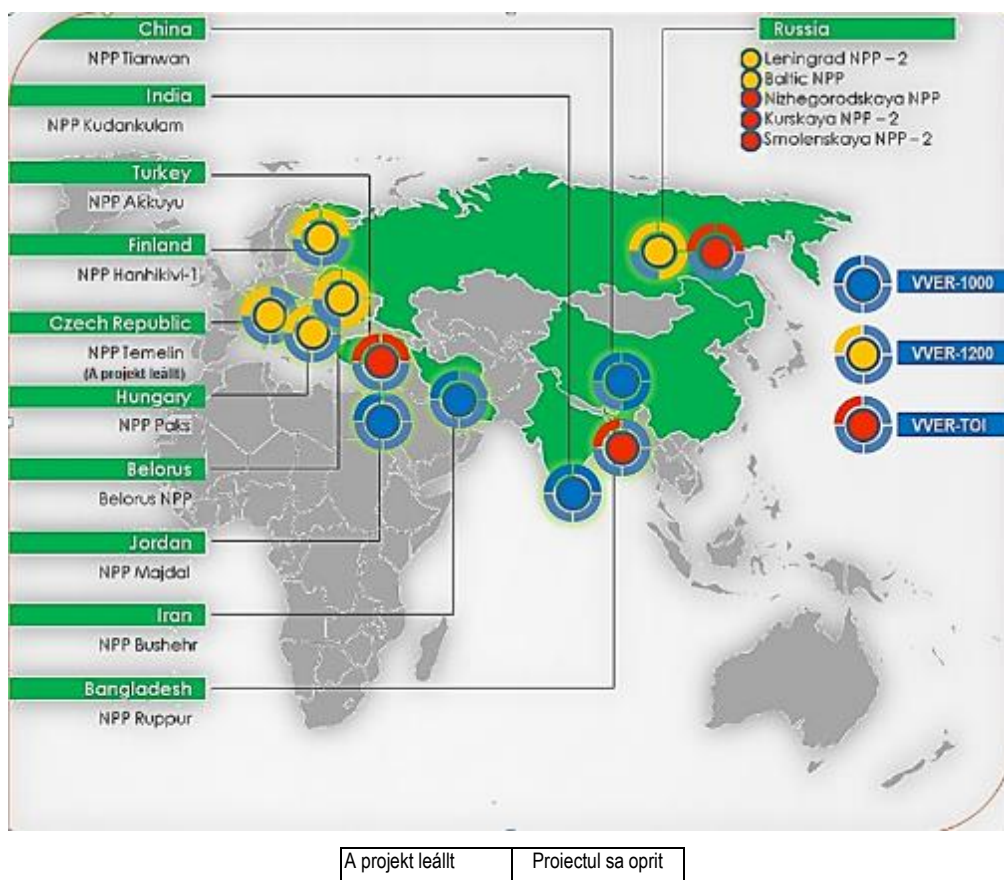 China
NPP Tianwan
India
NPP Kudankulam
Turkey
NPP Akkuyu
Finland
NPP Hanhikivi-1
Czech Republic
NPP Temelin
(A projekt leállt)
Hungary
NPP Paks
Belorus
Belorus NPP
Jordan
NPP Majdal
Iran
NPP Bushehr
Bangladesh
NPP Ruppur
Russia
Leningrad NPP – 2
Baltic NPP
Nizhegorodskaya NPP
Kurskaya NPP – 2
Smolenskaya NPP – 2
VVER-1000
VVER-1200
VVER-TOI
A projekt leállt Proiectul sa oprit